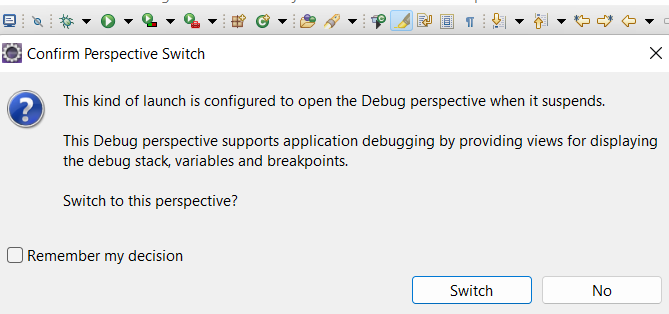 Confirm Perspective Switch
This kind of launch is configured to open the Debug perspective when it suspends.
This Debug perspective supports application debugging by providing views for displaying
the debug stack, variables and breakpoints.
Switch to this perspective?
Remember my decision
Switch
No